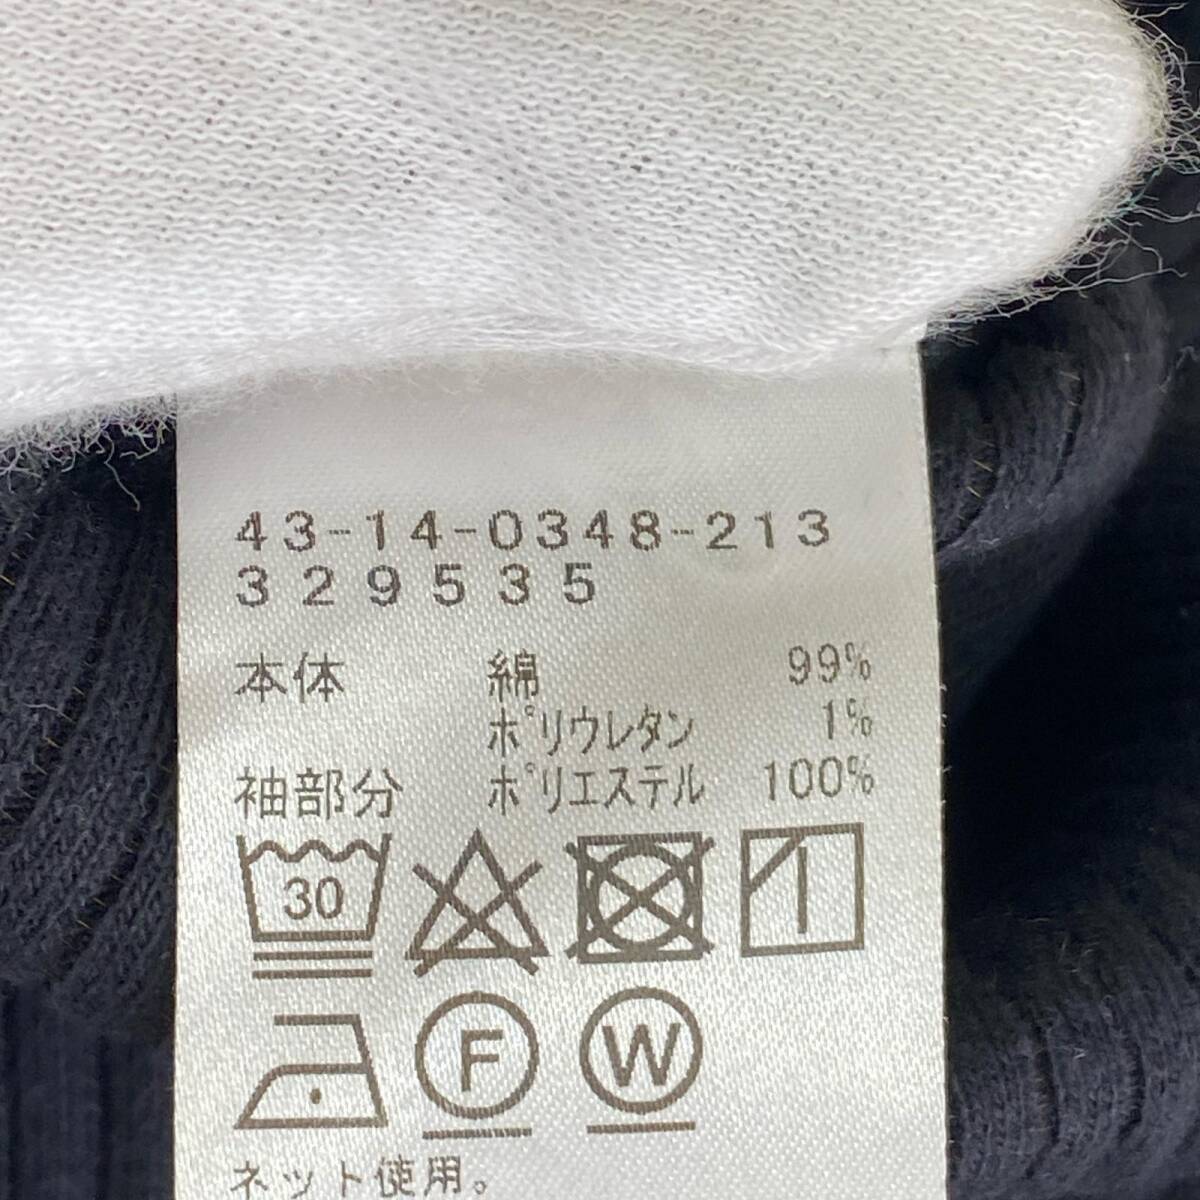 43-14-0348-213
329535
本体 綿 99%
ポリウレタン 1%
袖部分 ポリエステル 100%
30
F W
ネット使用。